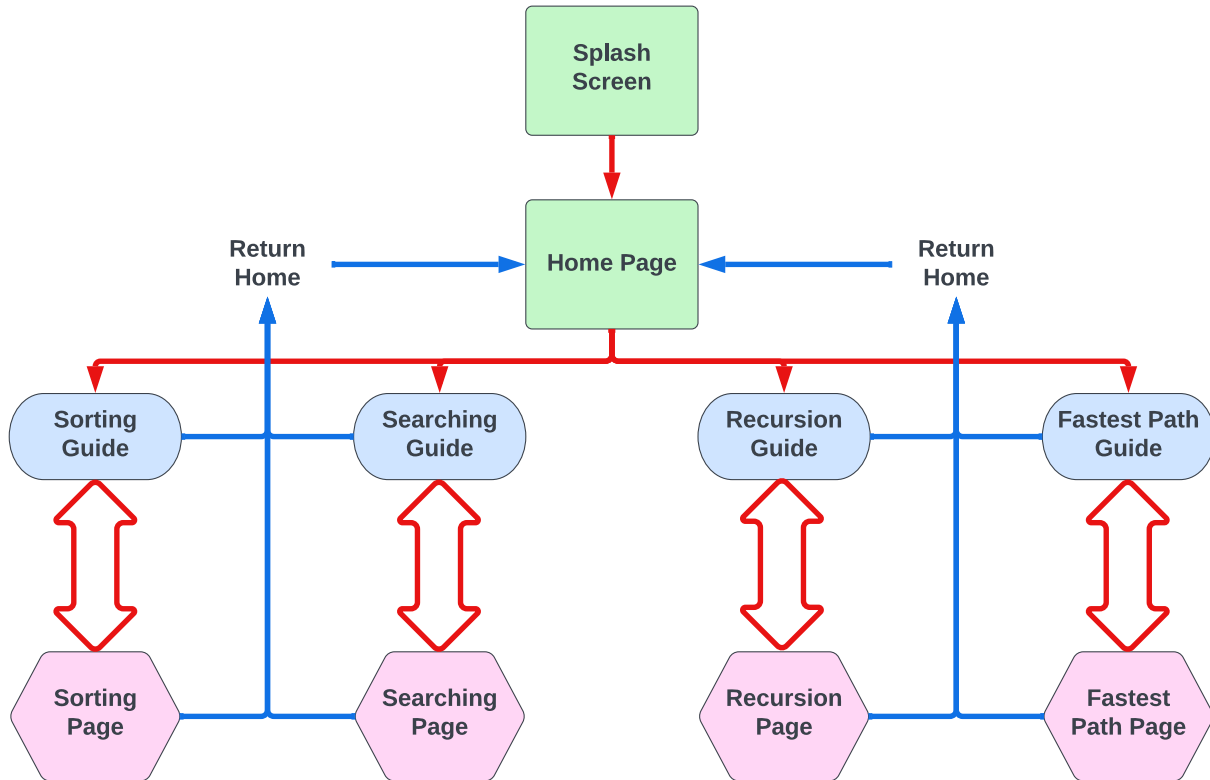 Splash
Screen
Return
Home
Home Page
Return
Home
Sorting
Guide
Searching
Guide
Recursion
Guide
Fastest Path
Guide
Sorting
Page
Searching
Page
Recursion
Page
Fastest
Path Page